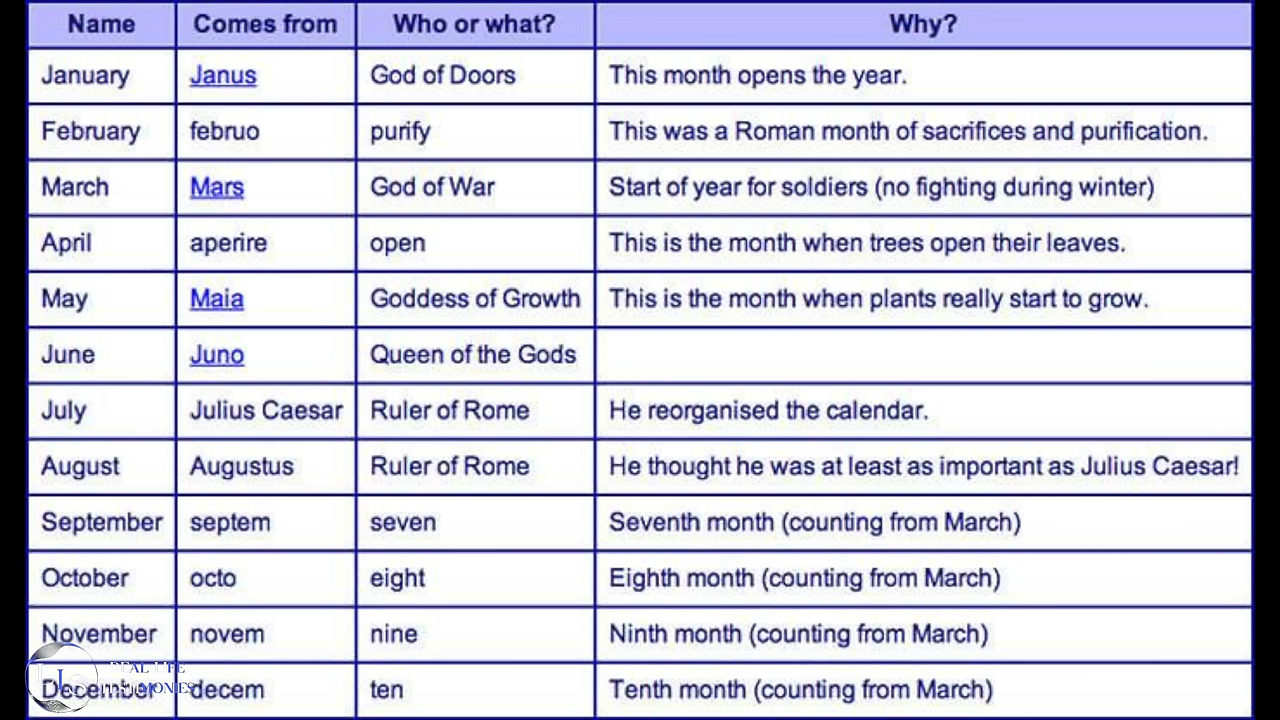 Name Comes from Who or what? Why?
January Janus God of Doors This month opens the year.
February februo purify This was a Roman month of sacrifices and purification.
March Mars God of War Start of year for soldiers (no fighting during winter)
April aperire open This is the month when trees open their leaves.
May Maia Goddess of Growth This is the month when plants really start to grow.
June Juno Queen of the Gods
July Julius Caesar Ruler of Rome He reorganised the calendar.
August Augustus Ruler of Rome He thought he was at least as important as Julius Caesar!
September septem seven Seventh month (counting from March)
October octo eight Eighth month (counting from March)
November novem nine Ninth month (counting from March)
December decem ten Tenth month (counting from March)
REAL LIFE
TESTIMONIES